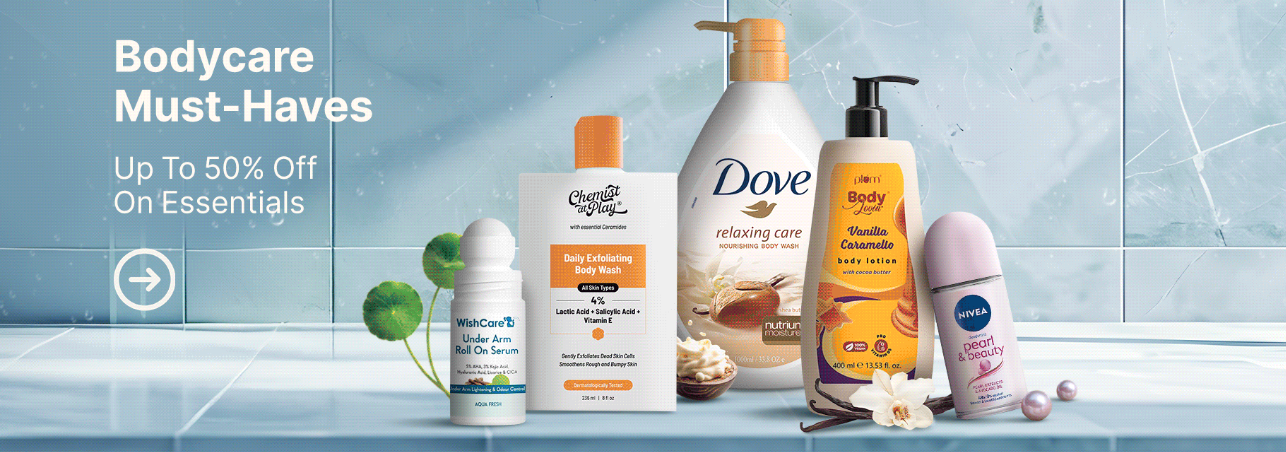 Bodycare
Must-Haves
Up To 50% Off
On Essentials
WishCare
Under Arm
Roll On Serum
AQUA FRESH
Chemist
at Play®
with essential Ceramides
Daily Exfoliating
Body Wash
All Skin Types
4%
Lactic Acid + Salicylic Acid +
Vitamin E
Gently Exfoliates Dead Skin Cells
Smoothens Rough and Bumpy Skin
Dermatologically Tested
236 ml | 8 fl oz
Dove
relaxing care
NOURISHING BODY WASH
nutrium
moisture
plum
Body
Lovin'
Vanilla
Caramello
body lotion
with cocoa butter
400 ml ℮ 13.53 fl. oz.
NIVEA
pearl
& beauty